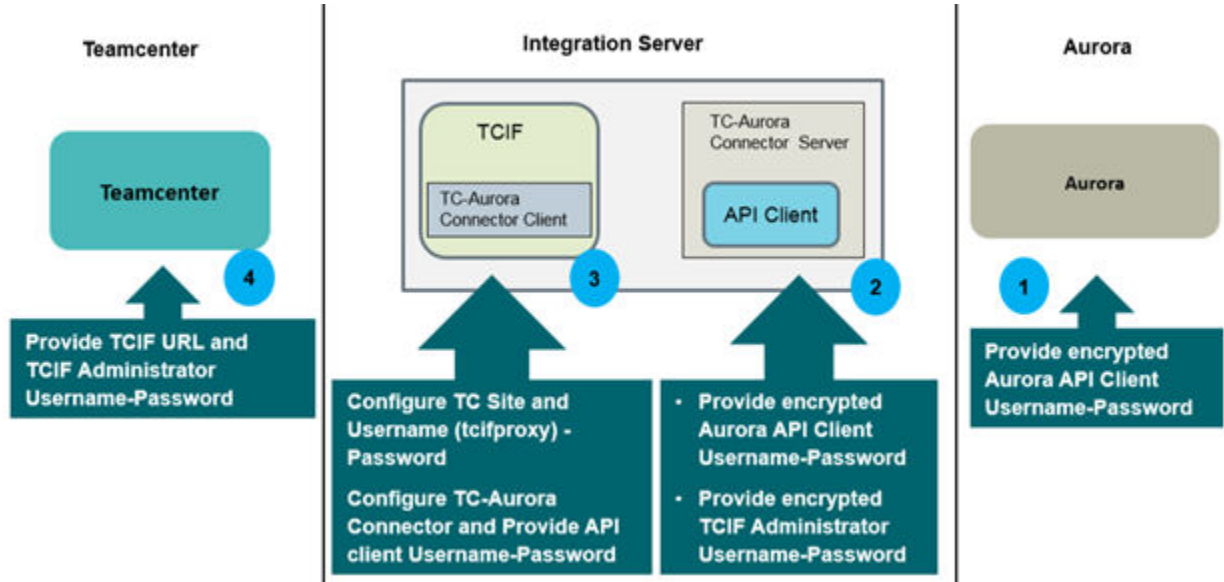 Teamcenter
Integration Server
Aurora
TCIF
TC-Aurora
Connector Client
TC-Aurora
Connector Server
API Client
Teamcenter
Aurora
4
3
2
1
Provide TCIF URL and
TCIF Administrator
Username-Password
Configure TC Site and
Username (tcifproxy) -
Password
Configure TC-Aurora
Connector and Provide API
client Username-Password
• Provide encrypted
Aurora API Client
Username-Password
• Provide encrypted
TCIF Administrator
Username-Password
Provide encrypted
Aurora API Client
Username-Password